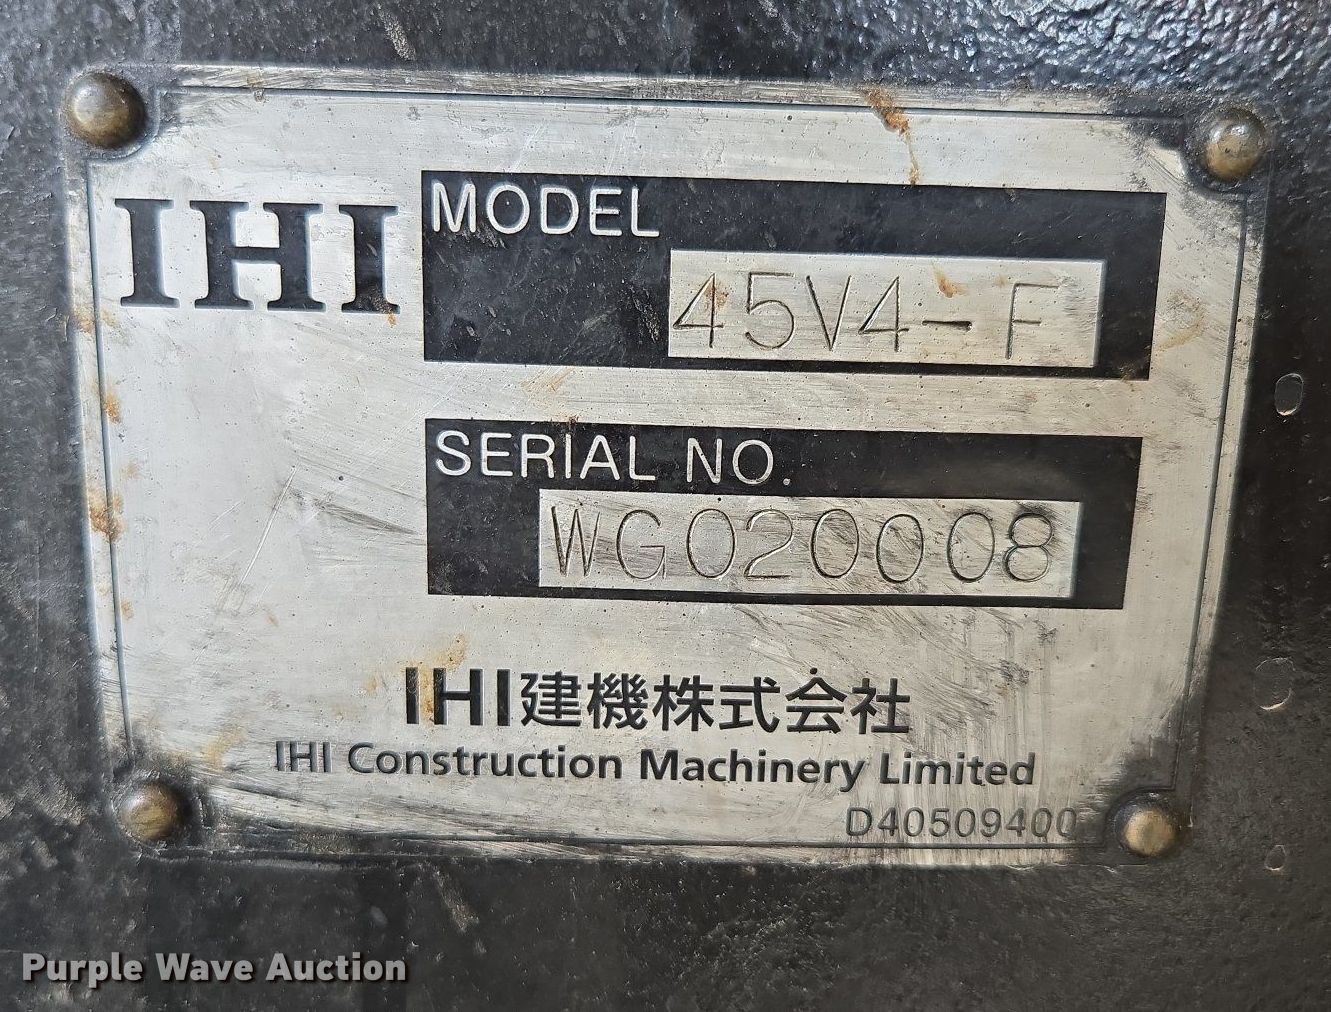 IHI
MODEL
45V4-F
SERIAL NO.
WG020008
IHI建機株式会社
IHI Construction Machinery Limited
D40509400
Purple Wave Auction